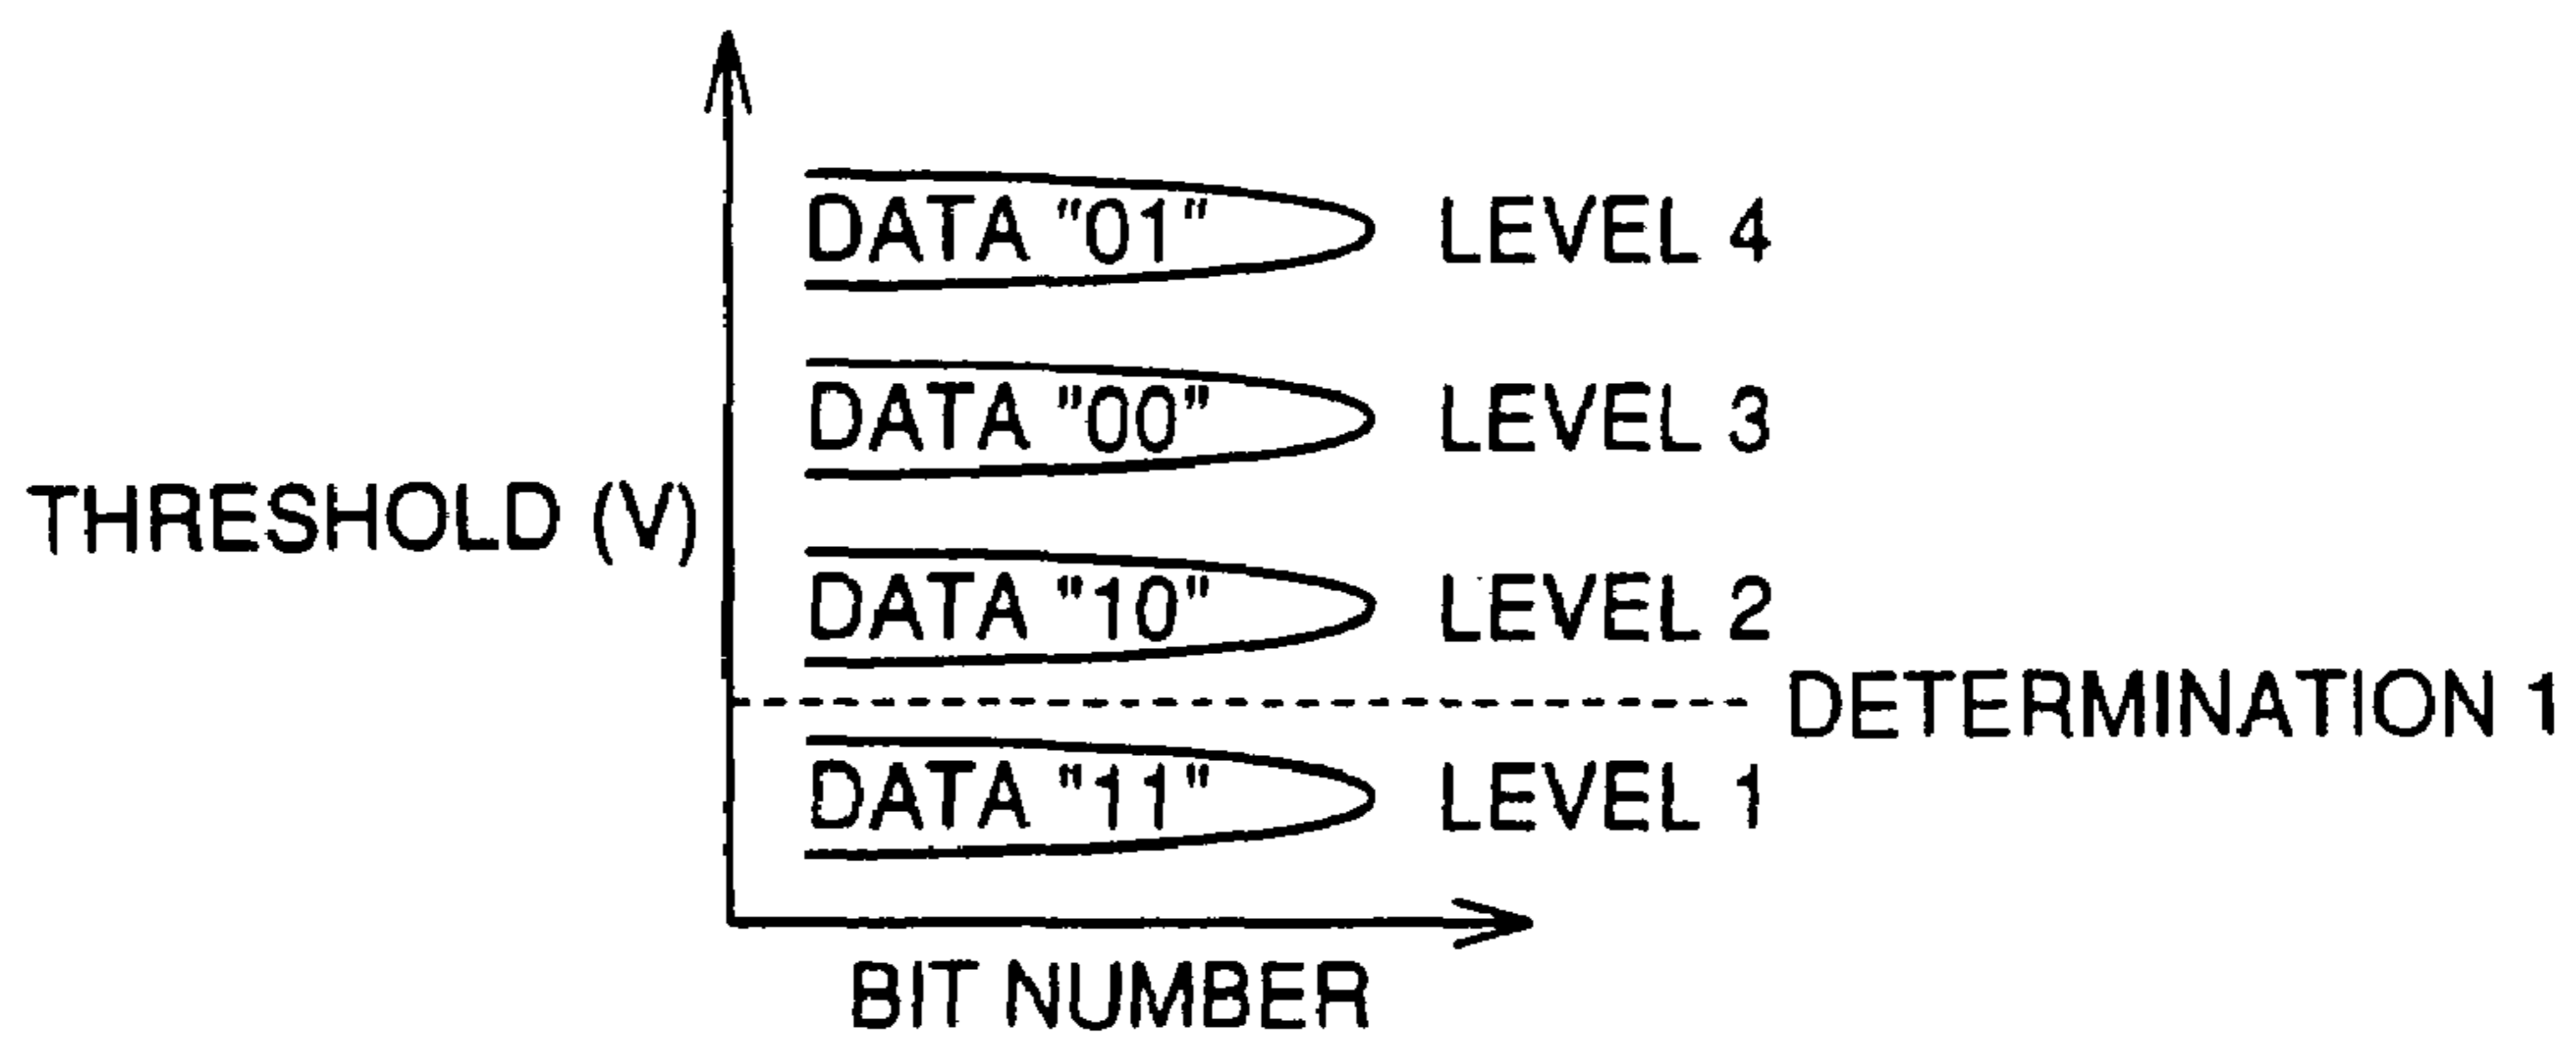 DATA "01" LEVEL 4
DATA "00" LEVEL 3
THRESHOLD (V)
DATA "10" LEVEL 2
DETERMINATION 1
DATA "11" LEVEL 1
BIT NUMBER